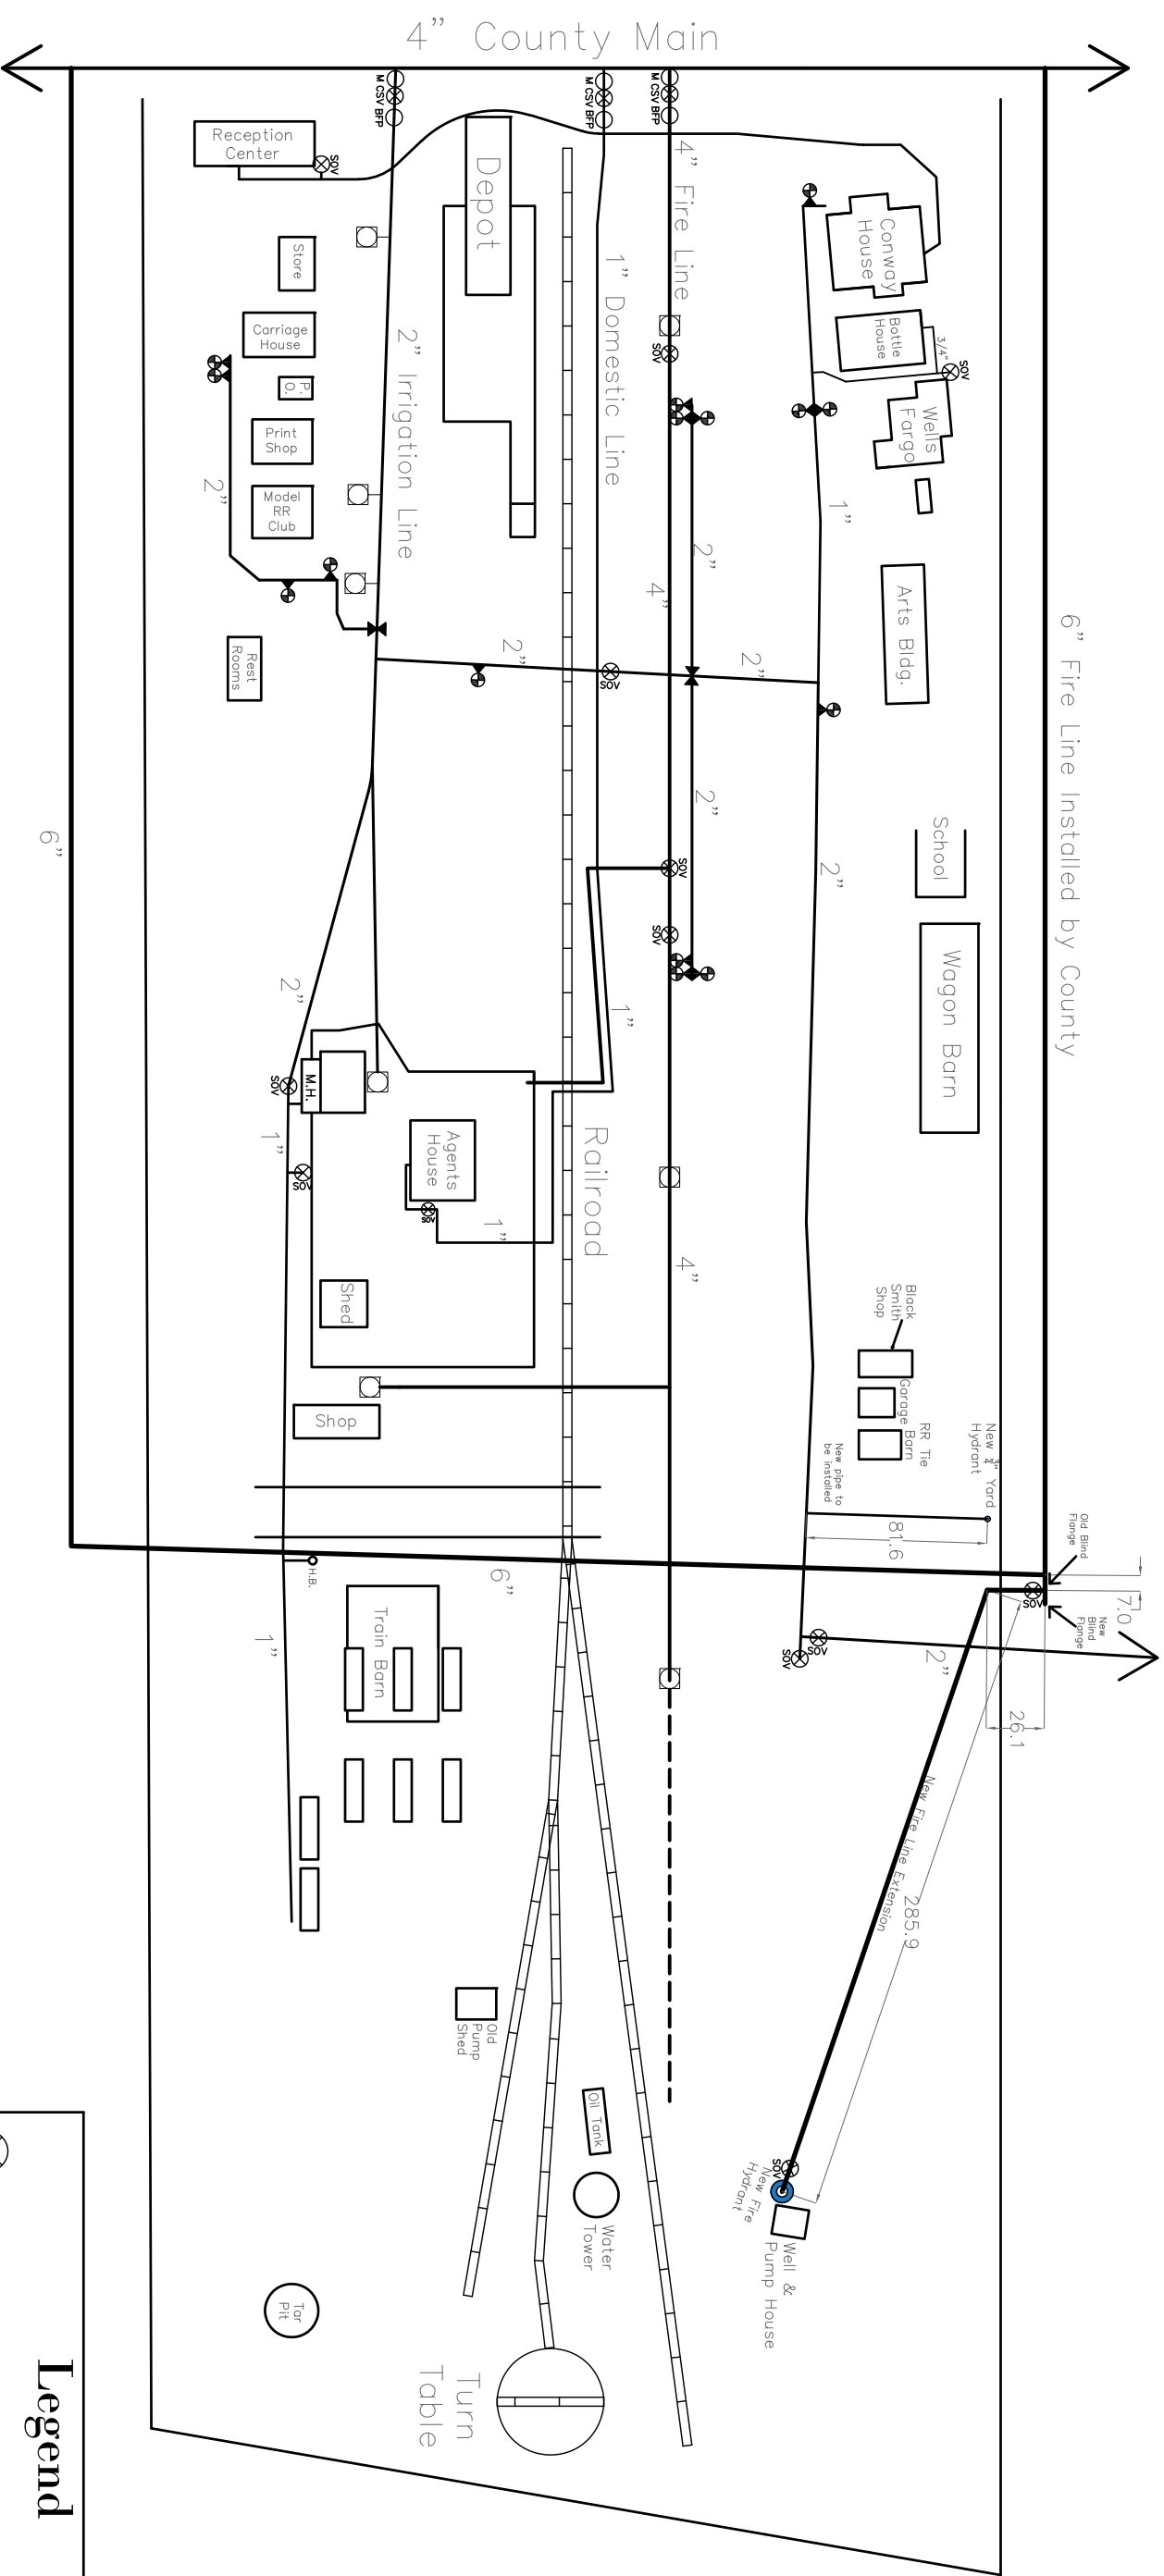 4” County Main
M CSV BFP
M CSV BFP
M CSV BFP
Reception
Center
SOV
Depot
4” Fire Line
Conway
House
Store
1” Domestic Line
Bottle
House
3/4”
SOV
Carriage
House
2” Irrigation Line
SOV
P.
O.
Wells
Fargo
Print
Shop
2”
Model
RR
Club
1”
2”
4”
Arts Bldg.
6” Fire Line Installed by County
Rest
Rooms
2”
SOV
2”
6”
2”
SOV
2”
School
SOV
Wagon Barn
2”
1”
SOV
M.H.
1”
SOV
Agents
House
SOV
1”
Railroad
4”
Shed
Black
Smith
Shop
Garage
RR Tie
Barn
New 3/4” Yard
Hydrant
Shop
New pipe to
be installed
81.6
Old Blind
Flange
7.0
H.B.
6”
SOV
New
Blind
Flange
1”
Train Barn
SOV
SOV
2”
26.1
New Fire Line Extension
285.9
Old
Pump
Shed
Oil Tank
Water
Tower
SOV
New Fire
Hydrant
Well &
Pump House
Tar
Pit
Turn
Table
Legend